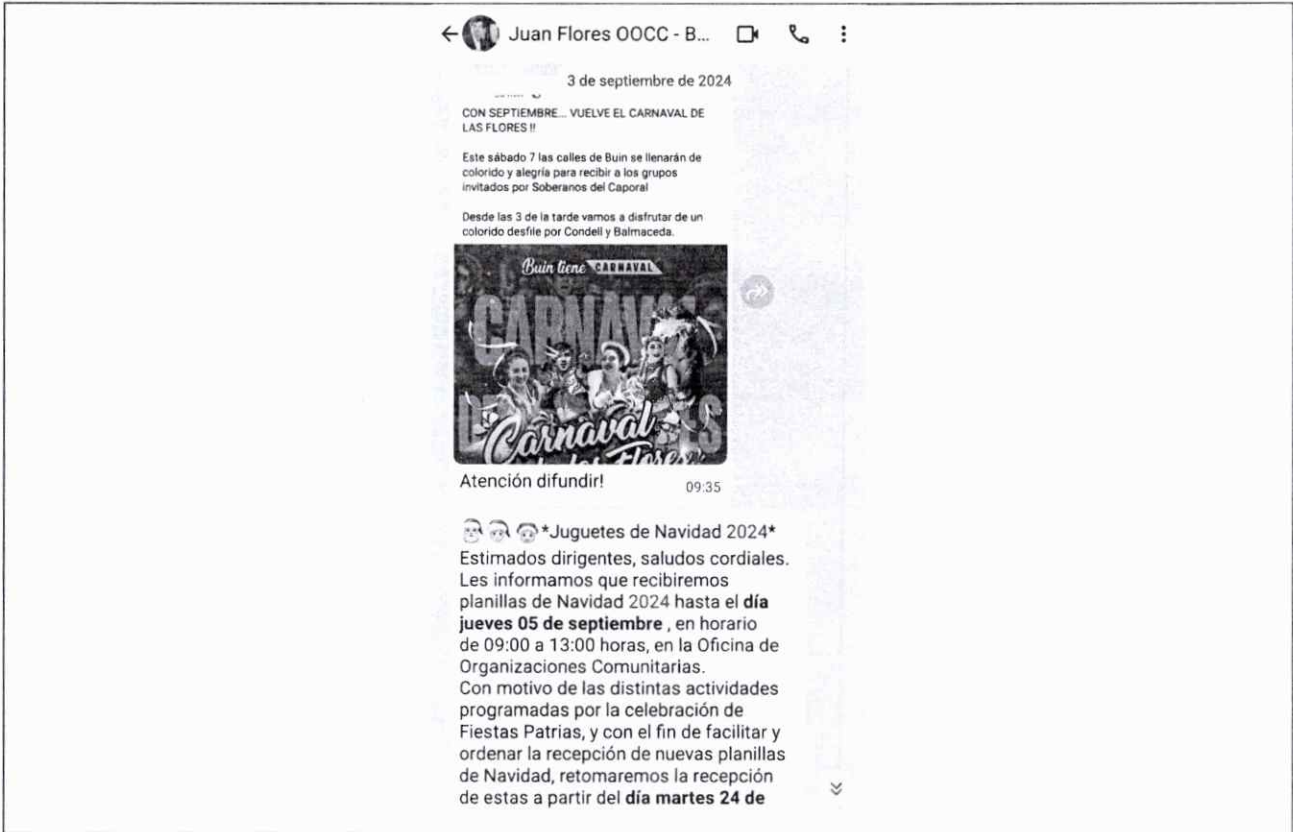 Juan Flores OOCC - B...
3 de septiembre de 2024
CON SEPTIEMBRE... VUELVE EL CARNAVAL DE
LAS FLORES !!
Este sábado 7 las calles de Buin se llenarán de
colorido y alegría para recibir a los grupos
invitados por Soberanos del Caporal
Desde las 3 de la tarde vamos a disfrutar de un
colorido desfile por Condell y Balmaceda.
Buin tiene CARNAVAL
CARNAVAL
Carnaval
Flores
Atención difundir!
09:35
*Juguetes de Navidad 2024*
Estimados dirigentes, saludos cordiales.
Les informamos que recibiremos
planillas de Navidad 2024 hasta el día
jueves 05 de septiembre , en horario
de 09:00 a 13:00 horas, en la Oficina de
Organizaciones Comunitarias.
Con motivo de las distintas actividades
programadas por la celebración de
Fiestas Patrias, y con el fin de facilitar y
ordenar la recepción de nuevas planillas
de Navidad, retomaremos la recepción
de estas a partir del día martes 24 de